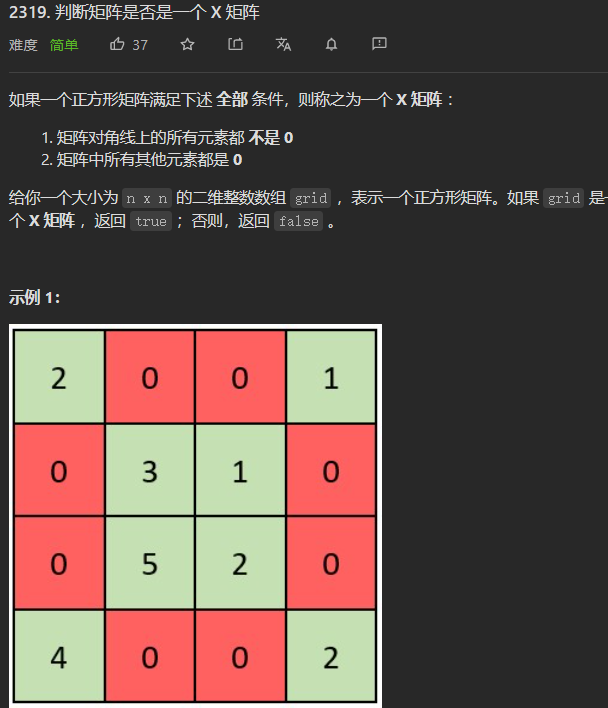 2319. 判断矩阵是否是一个 X 矩阵
难度 简单 37
如果一个正方形矩阵满足下述 全部 条件，则称之为一个 X 矩阵 ：
1. 矩阵对角线上的所有元素都 不是 0
2. 矩阵中所有其他元素都是 0
给你一个大小为 n x n 的二维整数数组 grid ，表示一个正方形矩阵。如果 grid 是一
个 X 矩阵 ，返回 true ；否则，返回 false 。
示例 1：
2 0 0 1
0 3 1 0
0 5 2 0
4 0 0 2